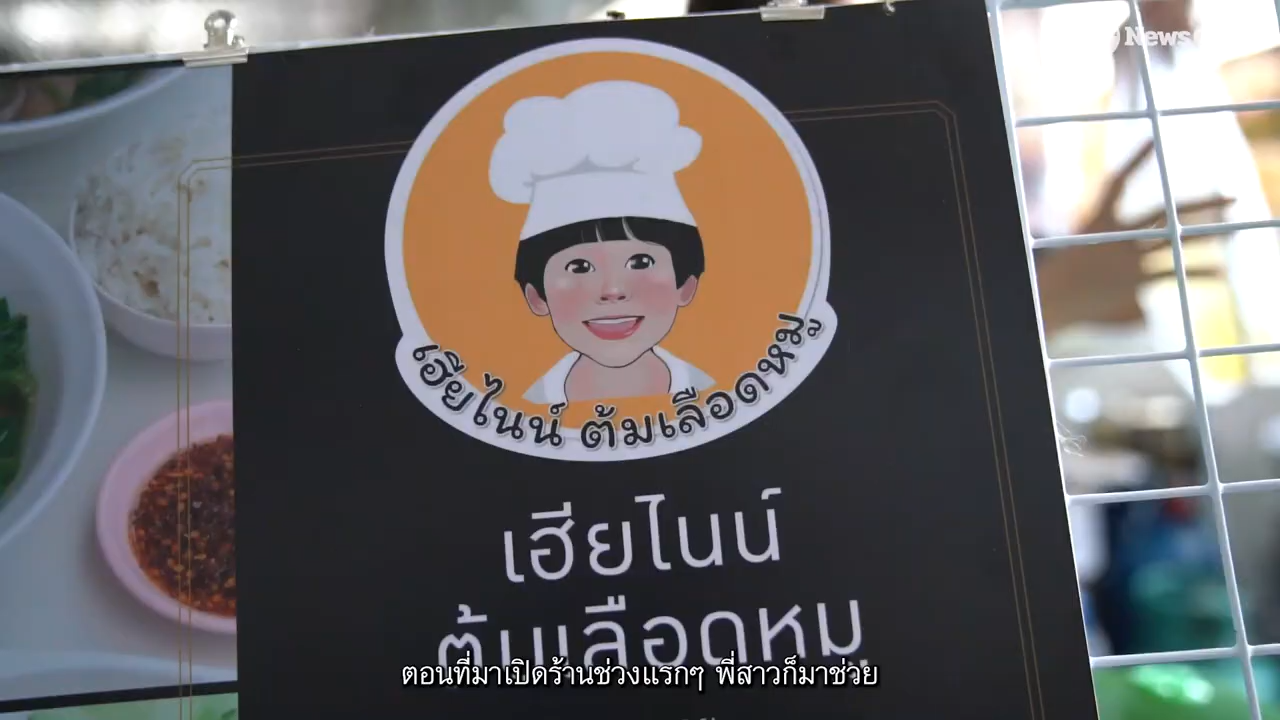 News
เฮียไนน์ ต้มเลือดหมู
เฮียไนน์
ต้มเลือดหมู
ตอนที่มาเปิดร้านช่วงแรกๆ พี่สาวก็มาช่วย